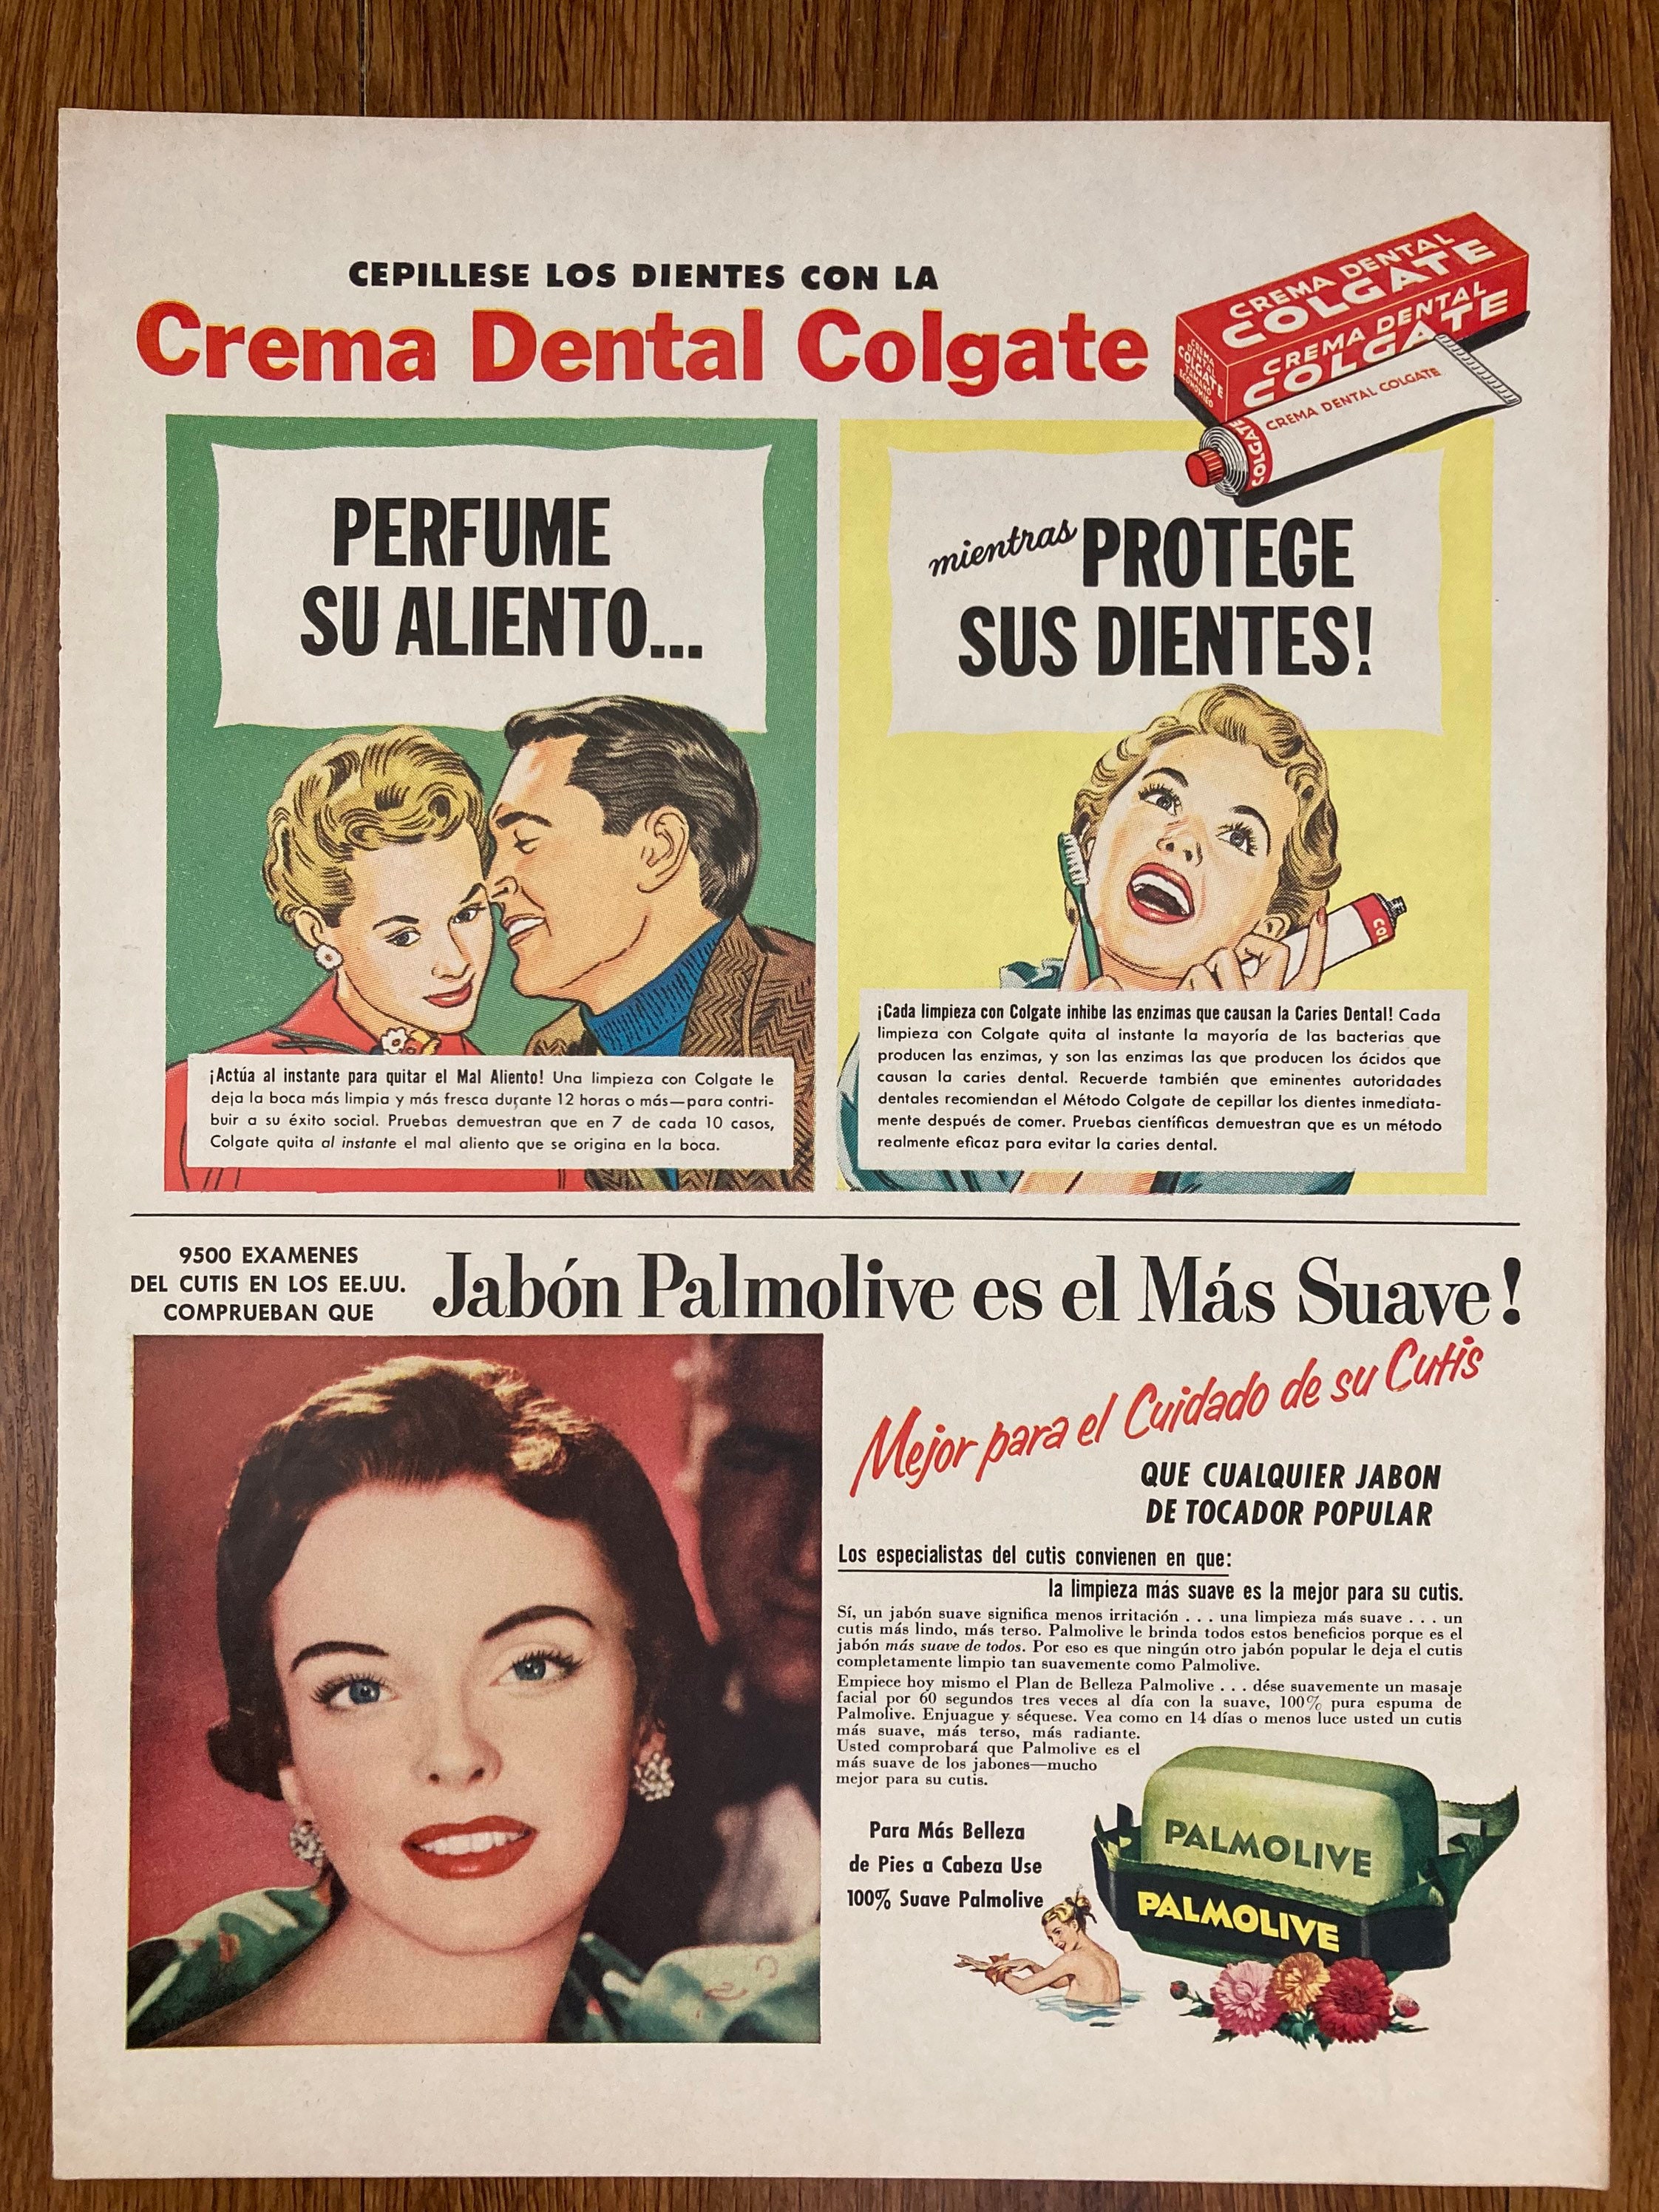 CEPILLESE LOS DIENTES CON LA
Crema Dental Colgate
CREMA DENTAL
COLGATE
CREMA DENTAL
COLGATE
CREMA
DENTAL
COLGATE
TAMAÑO
ECONOMICO
CREMA DENTAL COLGATE
COLGATE
PERFUME
SU ALIENTO...
mientras PROTEGE
SUS DIENTES!
COL
¡Actúa al instante para quitar el Mal Aliento! Una limpieza con Colgate le
deja la boca más limpia y más fresca durante 12 horas o más—para contri-
buir a su éxito social. Pruebas demuestran que en 7 de cada 10 casos,
Colgate quita al instante el mal aliento que se origina en la boca.
¡Cada limpieza con Colgate inhibe las enzimas que causan la Caries Dental! Cada
limpieza con Colgate quita al instante la mayoría de las bacterias que
producen las enzimas, y son las enzimas las que producen los ácidos que
causan la caries dental. Recuerde también que eminentes autoridades
dentales recomiendan el Método Colgate de cepillar los dientes inmediata-
mente después de comer. Pruebas científicas demuestran que es un método
realmente eficaz para evitar la caries dental.
9500 EXAMENES
DEL CUTIS EN LOS EE.UU.
COMPRUEBAN QUE
Jabón Palmolive es el Más Suave!
Mejor para el Cuidado de su Cutis
QUE CUALQUIER JABON
DE TOCADOR POPULAR
Los especialistas del cutis convienen en que:
la limpieza más suave es la mejor para su cutis.
Sí, un jabón suave significa menos irritación . . . una limpieza más suave . . . un
cutis más lindo, más terso. Palmolive le brinda todos estos beneficios porque es el
jabón más suave de todos. Por eso es que ningún otro jabón popular le deja el cutis
completamente limpio tan suavemente como Palmolive.
Empiece hoy mismo el Plan de Belleza Palmolive . . . dése suavemente un masaje
facial por 60 segundos tres veces al día con la suave, 100% pura espuma de
Palmolive. Enjuague y séquese. Vea como en 14 días o menos luce usted un cutis
más suave, más terso, más radiante.
Usted comprobará que Palmolive es el
más suave de los jabones—mucho
mejor para su cutis.
Para Más Belleza
de Pies a Cabeza Use
100% Suave Palmolive
PALMOLIVE
PALMOLIVE